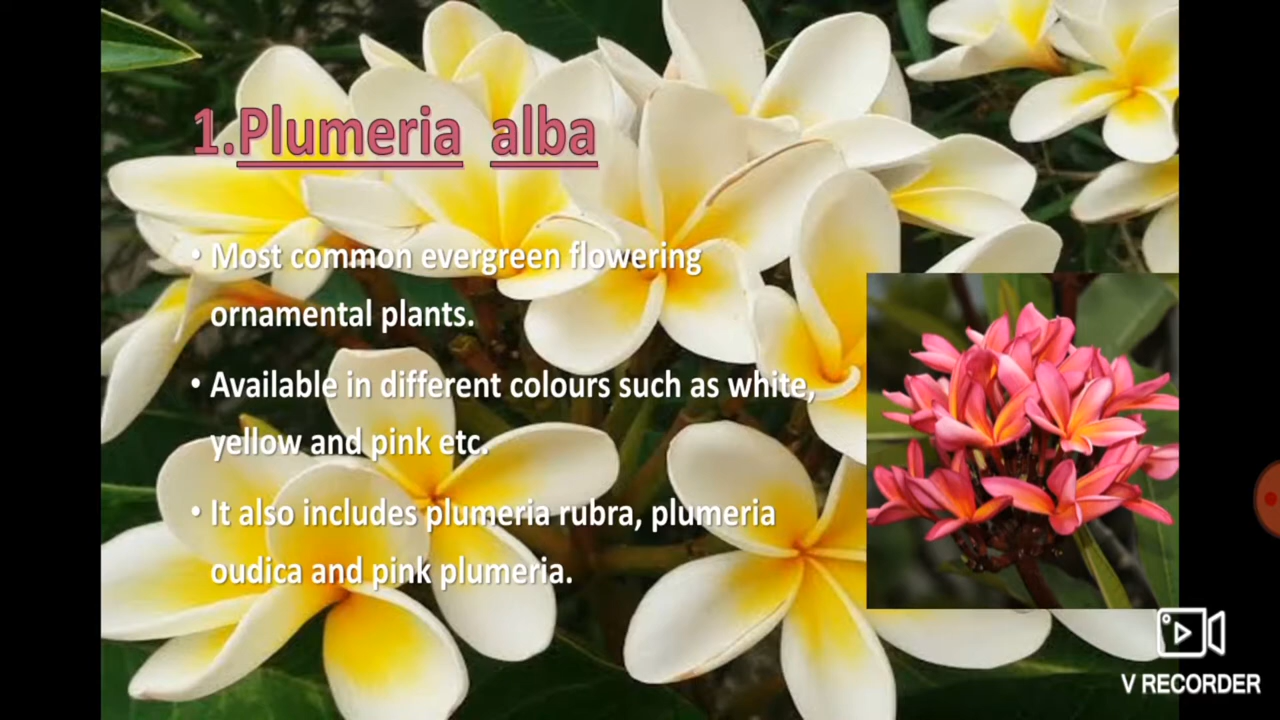 1.Plumeria alba
• Most common evergreen flowering
ornamental plants.
• Available in different colours such as white,
yellow and pink etc.
• It also includes plumeria rubra, plumeria
oudica and pink plumeria.
V RECORDER